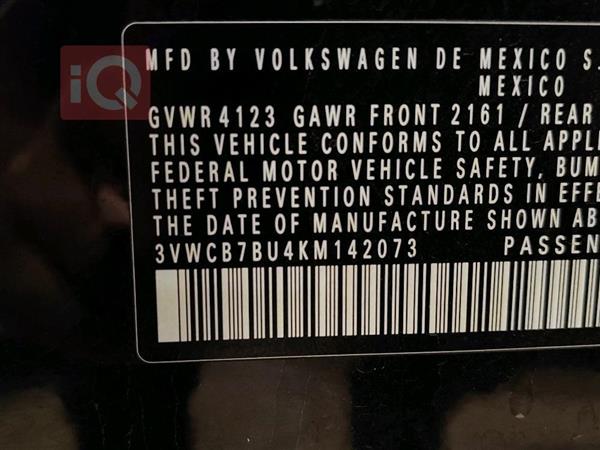 iQ
MFD BY VOLKSWAGEN DE MEXICO S.
MEXICO
GVWR 4123 GAWR FRONT 2161 / REAR
THIS VEHICLE CONFORMS TO ALL APPLI
FEDERAL MOTOR VEHICLE SAFETY, BUM
THEFT PREVENTION STANDARDS IN EFFE
THE DATE OF MANUFACTURE SHOWN AB
3VWCB7BU4KM142073 PASSEN